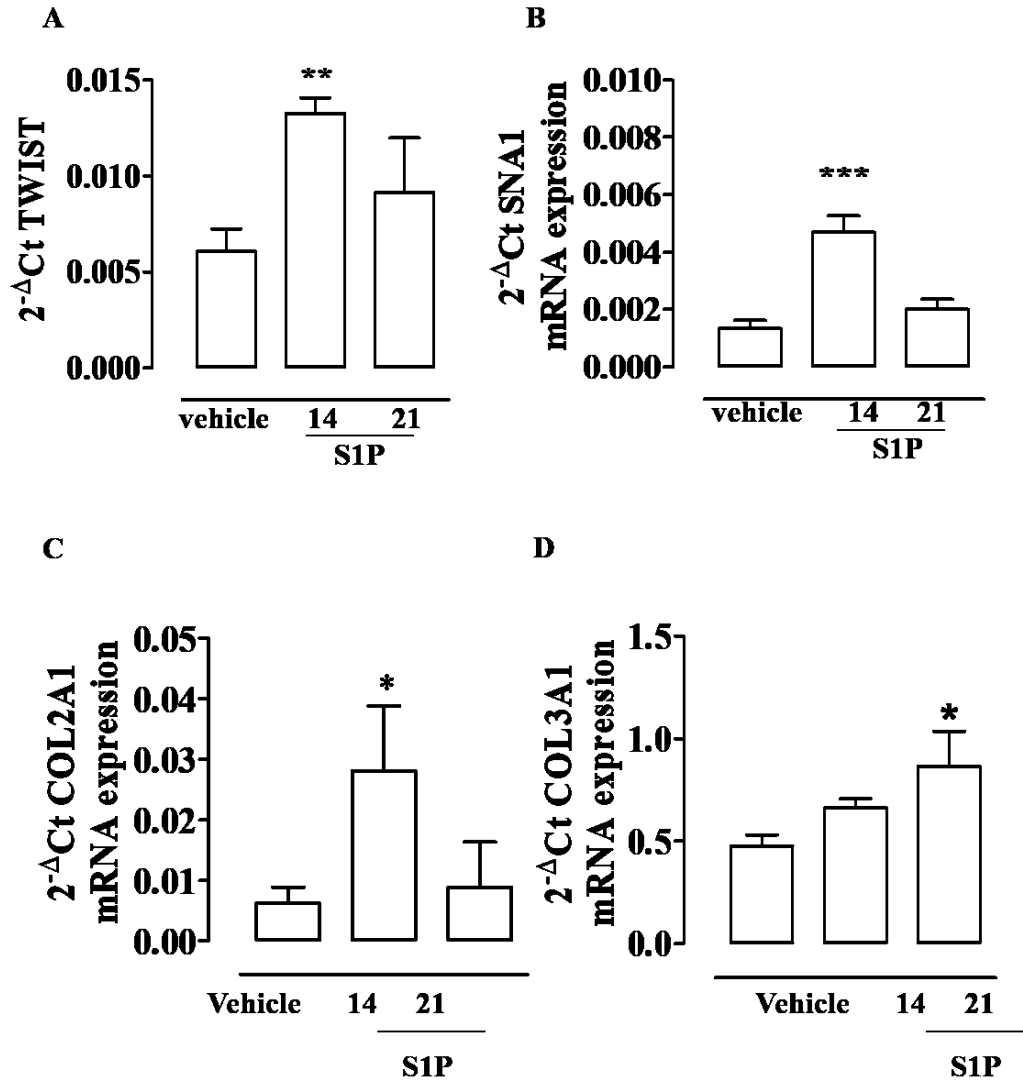 A
2-ΔCt TWIST
0.015
0.010
0.005
0.000
**
vehicle 14 21
S1P
B
2-ΔCt SNA1
mRNA expression
0.010
0.008
0.006
0.004
0.002
0.000
***
vehicle 14 21
S1P
C
2-ΔCt COL2A1
mRNA expression
0.05
0.04
0.03
0.02
0.01
0.00
*
Vehicle 14 21
S1P
D
2-ΔCt COL3A1
mRNA expression
1.5
1.0
0.5
0.0
*
Vehicle 14 21
S1P